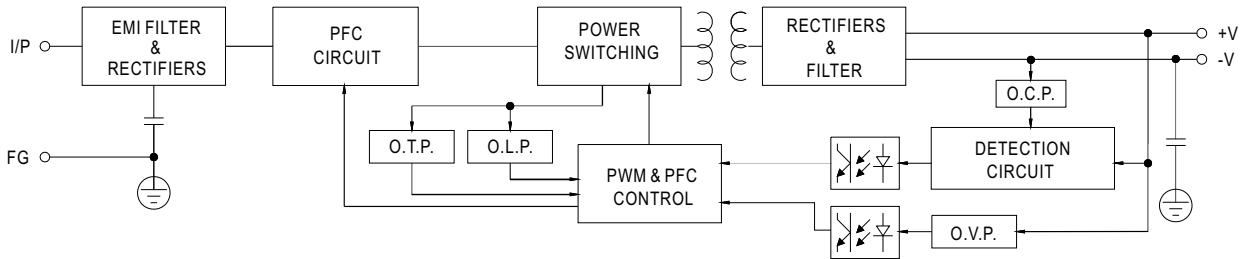 I/P
EMI FILTER
&
RECTIFIERS
PFC
CIRCUIT
POWER
SWITCHING
RECTIFIERS
&
FILTER
+V
-V
O.C.P.
FG
O.T.P.
O.L.P.
PWM & PFC
CONTROL
DETECTION
CIRCUIT
O.V.P.